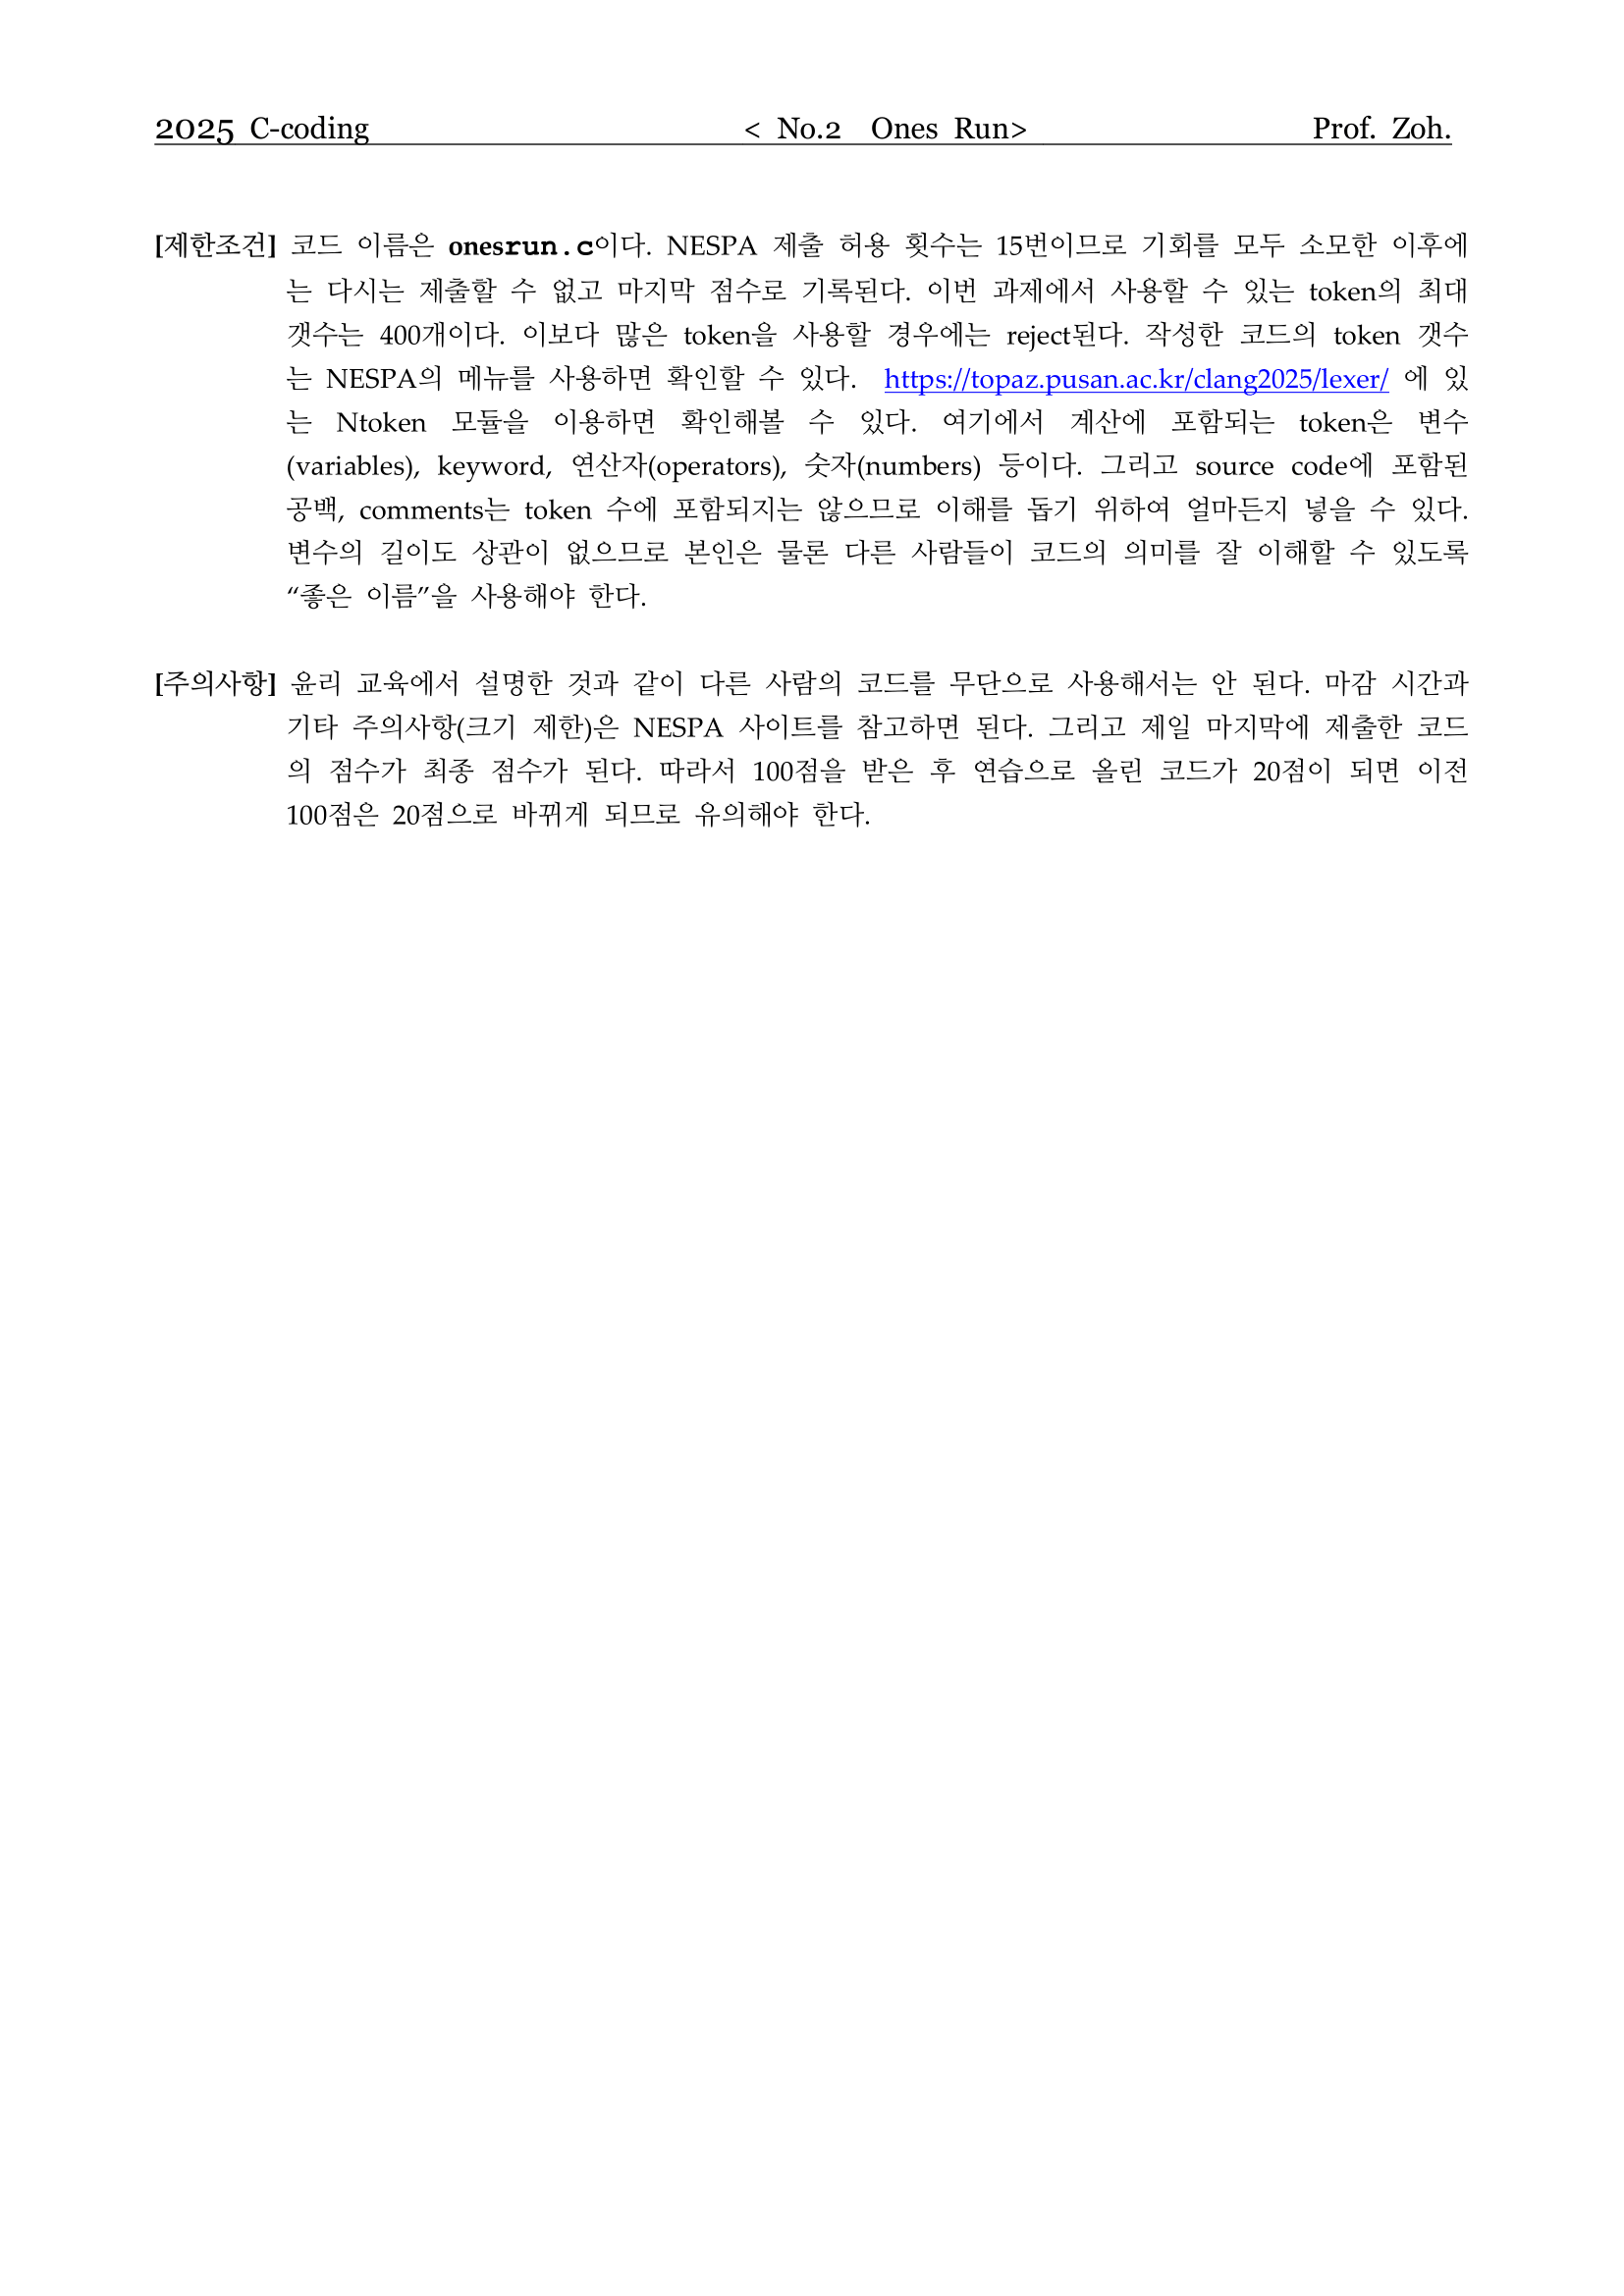 2025 C-coding < No.2 Ones Run> Prof. Zoh.
[제한조건] 코드 이름은 onesrun.c이다. NESPA 제출 허용 횟수는 15번이므로 기회를 모두 소모한 이후에
는 다시는 제출할 수 없고 마지막 점수로 기록된다. 이번 과제에서 사용할 수 있는 token의 최대
갯수는 400개이다. 이보다 많은 token을 사용할 경우에는 reject된다. 작성한 코드의 token 갯수
는 NESPA의 메뉴를 사용하면 확인할 수 있다. https://topaz.pusan.ac.kr/clang2025/lexer/ 에 있
는 Ntoken 모듈을 이용하면 확인해볼 수 있다. 여기에서 계산에 포함되는 token은 변수
(variables), keyword, 연산자(operators), 숫자(numbers) 등이다. 그리고 source code에 포함된
공백, comments는 token 수에 포함되지는 않으므로 이해를 돕기 위하여 얼마든지 넣을 수 있다.
변수의 길이도 상관이 없으므로 본인은 물론 다른 사람들이 코드의 의미를 잘 이해할 수 있도록
“좋은 이름”을 사용해야 한다.
[주의사항] 윤리 교육에서 설명한 것과 같이 다른 사람의 코드를 무단으로 사용해서는 안 된다. 마감 시간과
기타 주의사항(크기 제한)은 NESPA 사이트를 참고하면 된다. 그리고 제일 마지막에 제출한 코드
의 점수가 최종 점수가 된다. 따라서 100점을 받은 후 연습으로 올린 코드가 20점이 되면 이전
100점은 20점으로 바뀌게 되므로 유의해야 한다.